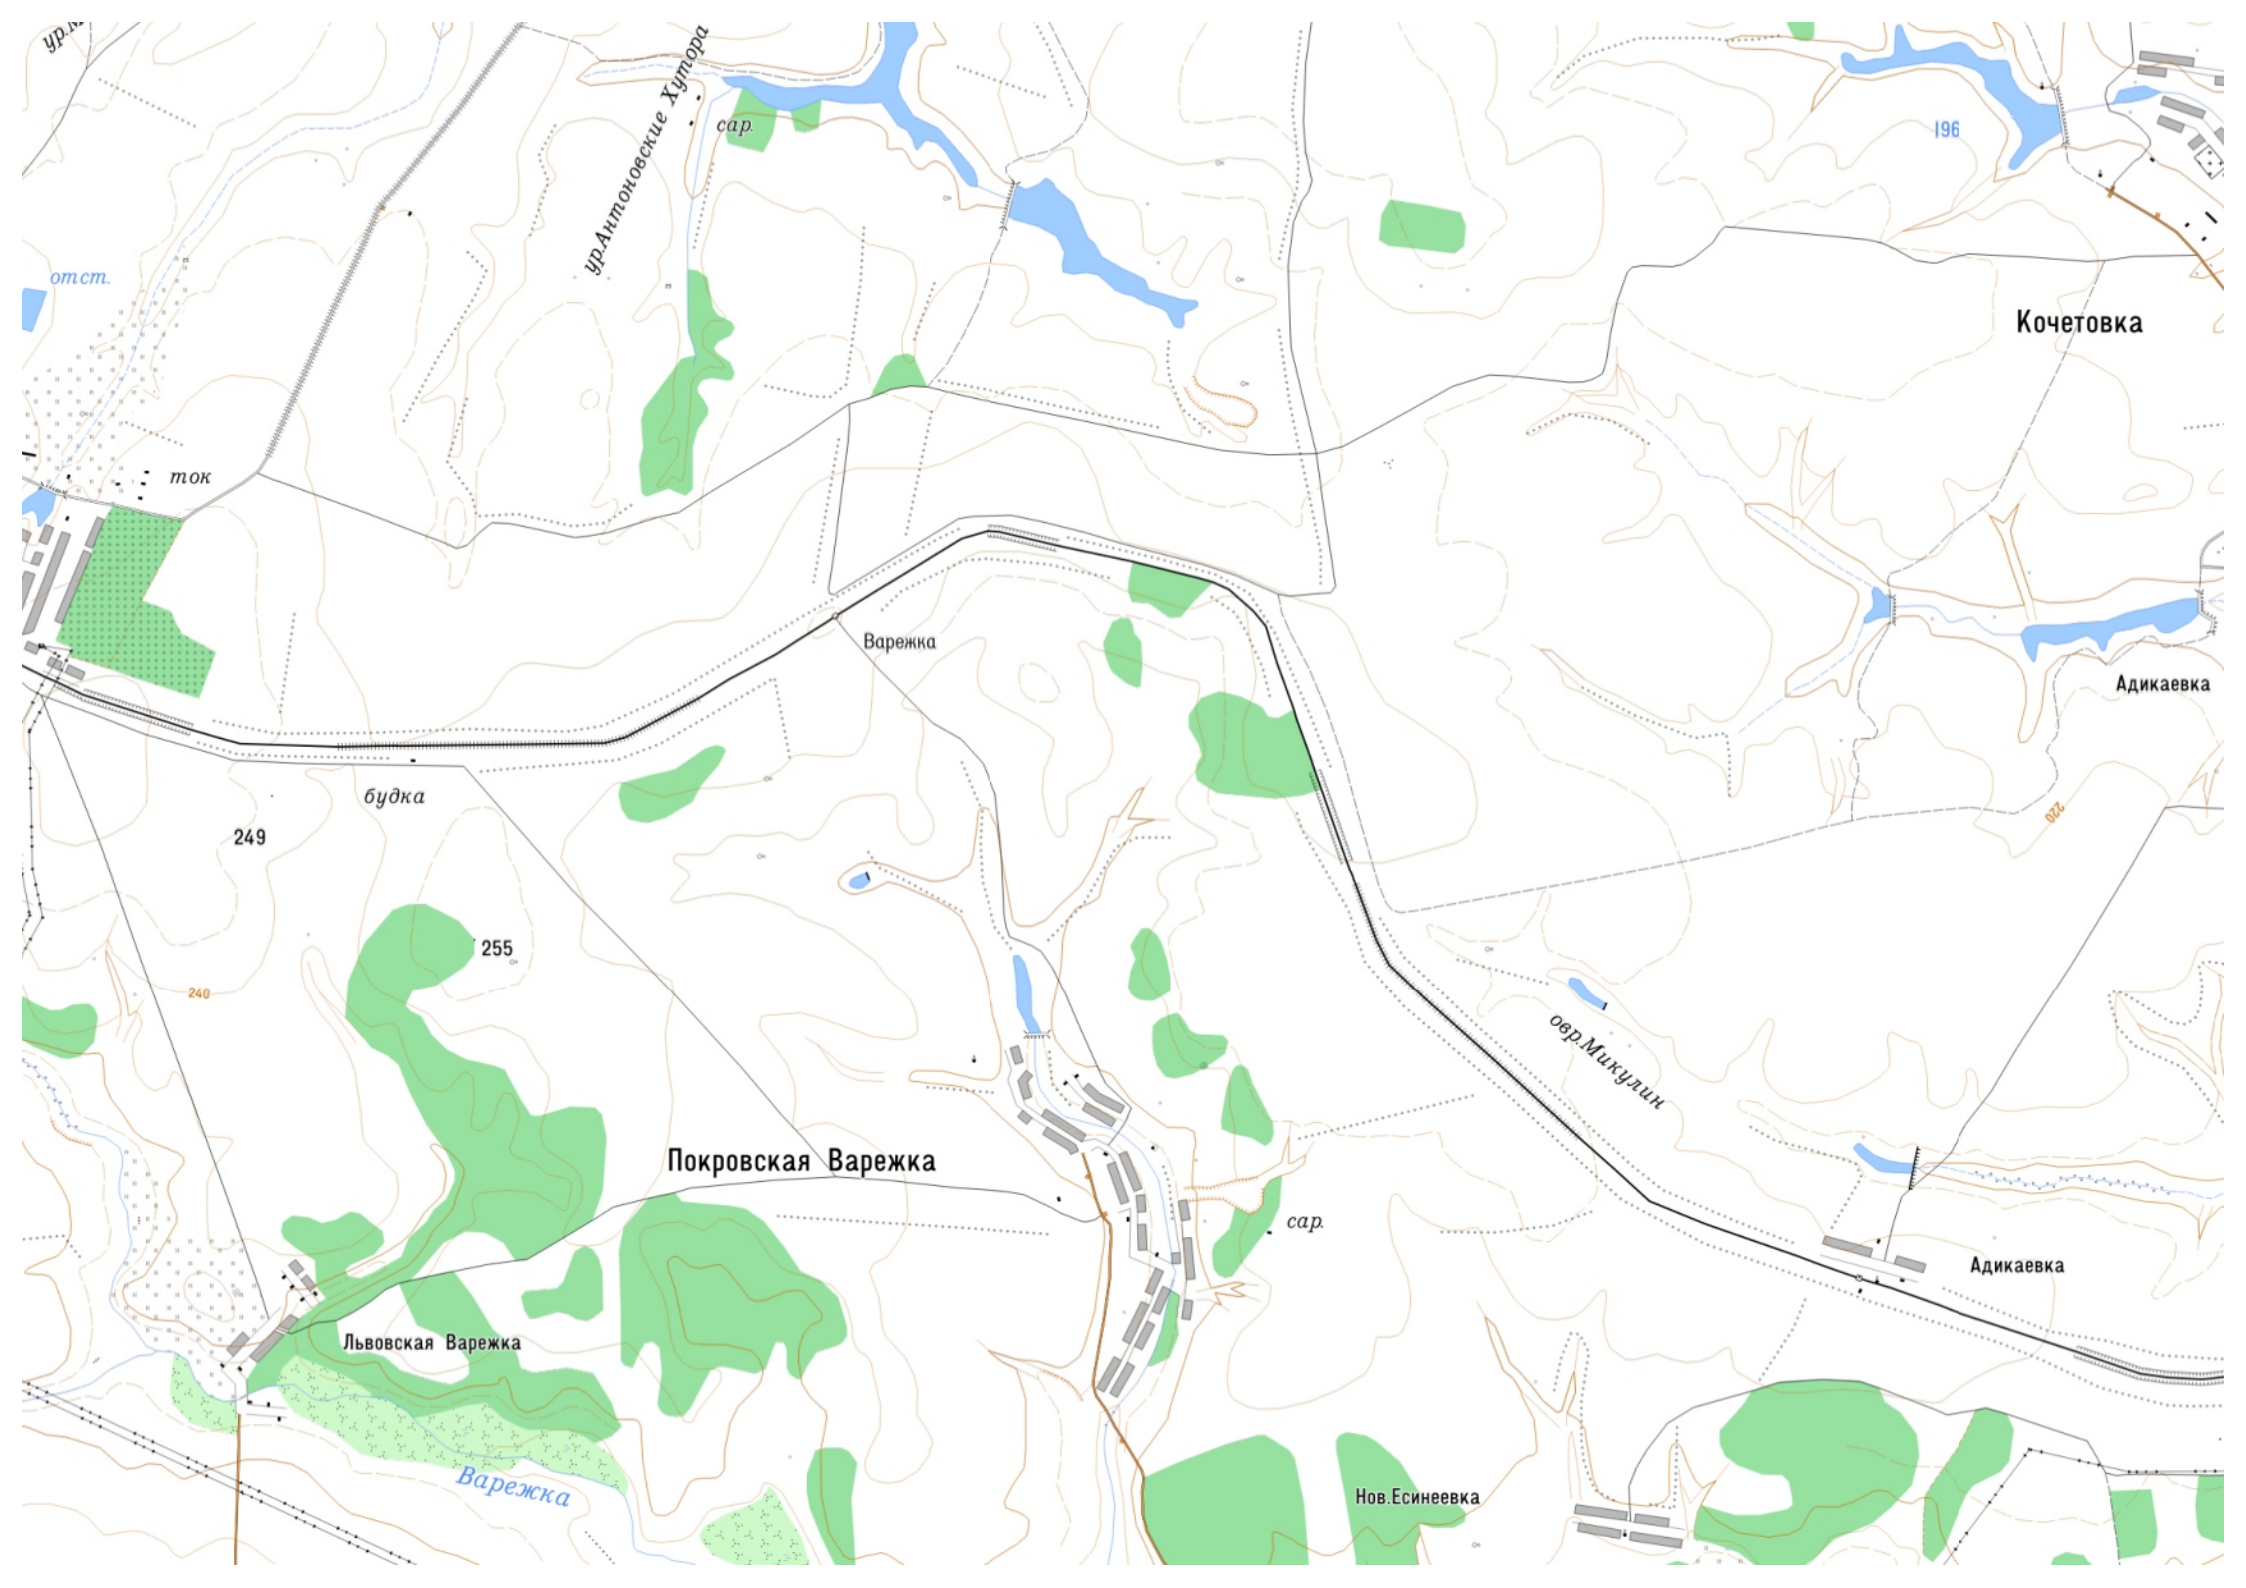 ур.Антоновские Хутора
сар.
196
отст.
Кочетовка
ток
Варежка
Адикаевка
будка
249
220
255
240
овр.Микулин
Покровская Варежка
сар.
Адикаевка
Львовская Варежка
Варежка
Нов.Есинеевка